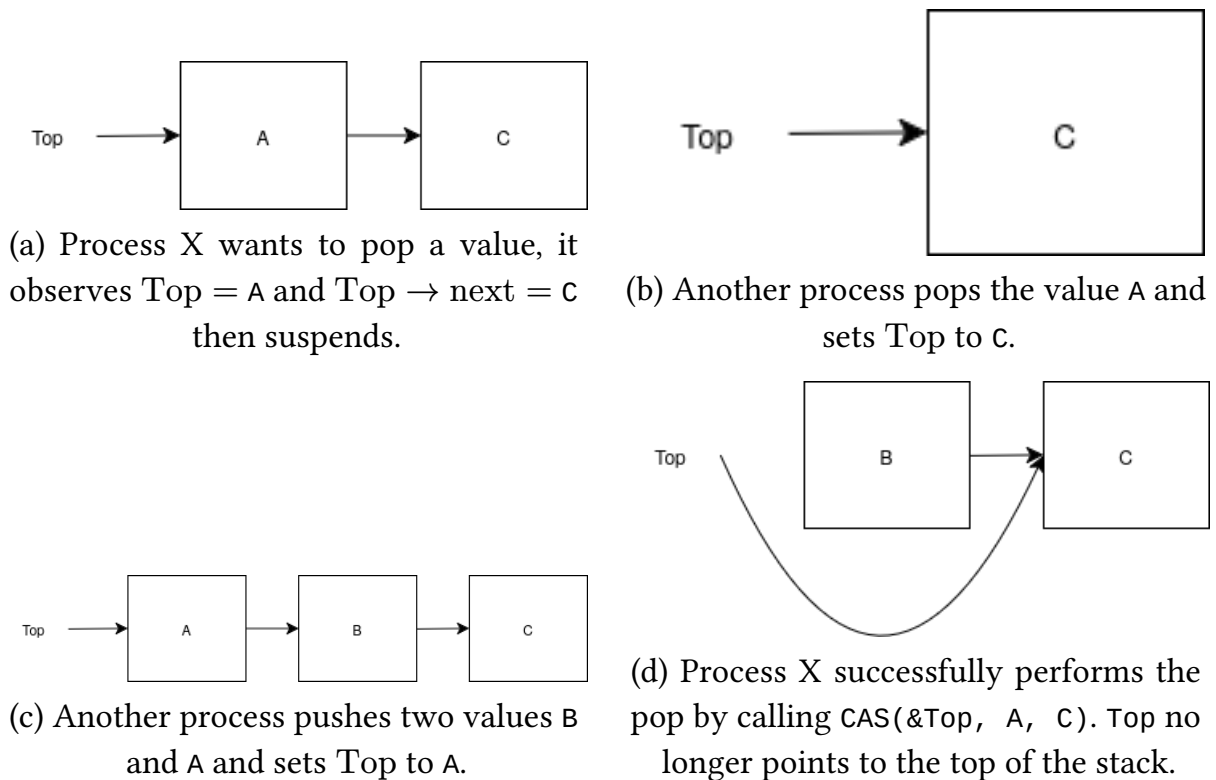 Top
A
C
(a) Process X wants to pop a value, it
observes Top = A and Top → next = C
then suspends.
Top
C
(b) Another process pops the value A and
sets Top to C.
Top
A
B
C
(c) Another process pushes two values B
and A and sets Top to A.
Top
B
C
(d) Process X successfully performs the
pop by calling CAS(&Top, A, C). Top no
longer points to the top of the stack.